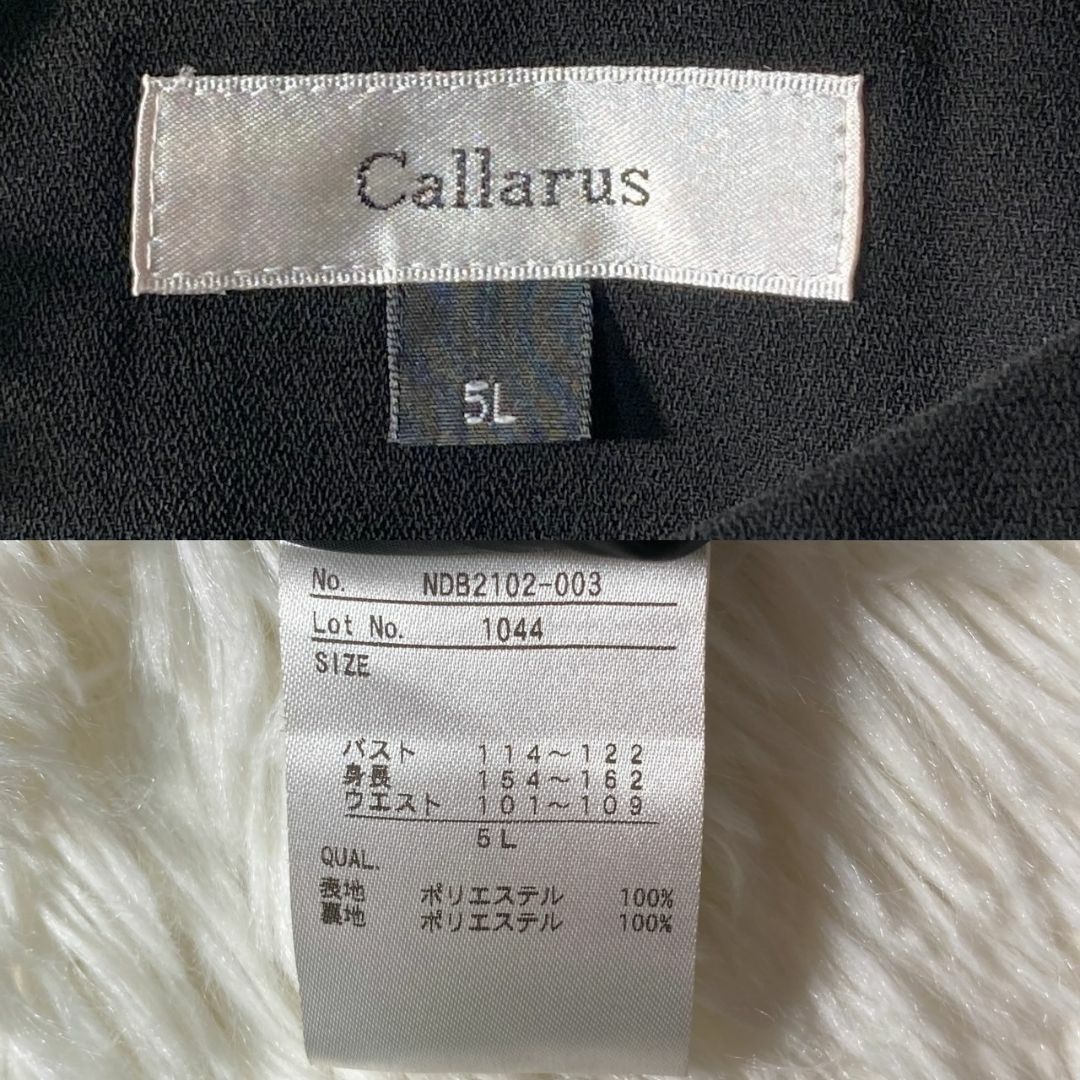 Callarus
5L
No. NDB2102-003
Lot No. 1044
SIZE
バスト 114～122
身長 154～162
ウエスト 101～109
5L
QUAL.
表地 ポリエステル 100%
裏地 ポリエステル 100%